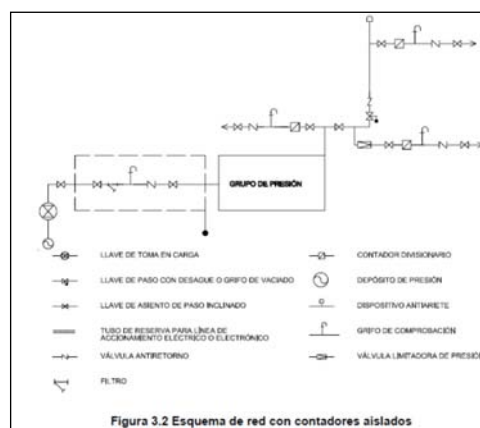 GRUPO DE PRESIÓN
LLAVE DE TOMA EN CARGA
LLAVE DE PASO CON DESAGÜE O GRIFO DE VACIADO
LLAVE DE ASIENTO DE PASO INCLINADO
TUBO DE RESERVA PARA LÍNEA DE
ACCIONAMIENTO ELÉCTRICO O ELECTRÓNICO
VÁLVULA ANTIRETORNO
FILTRO
CONTADOR DIVISIONARIO
DEPÓSITO DE PRESIÓN
DISPOSITIVO ANTIARIETE
GRIFO DE COMPROBACIÓN
VÁLVULA LIMITADORA DE PRESIÓN
Figura 3.2 Esquema de red con contadores aislados